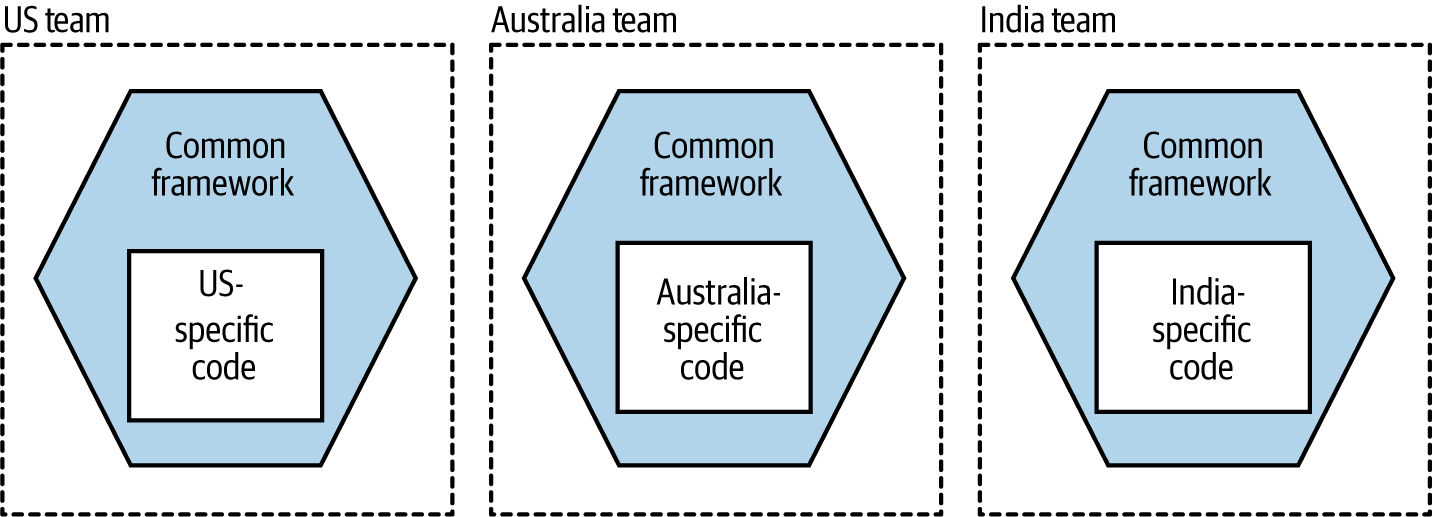 US team
Australia team
India team
Common
framework
US-
specific
code
Common
framework
Australia-
specific
code
Common
framework
India-
specific
code